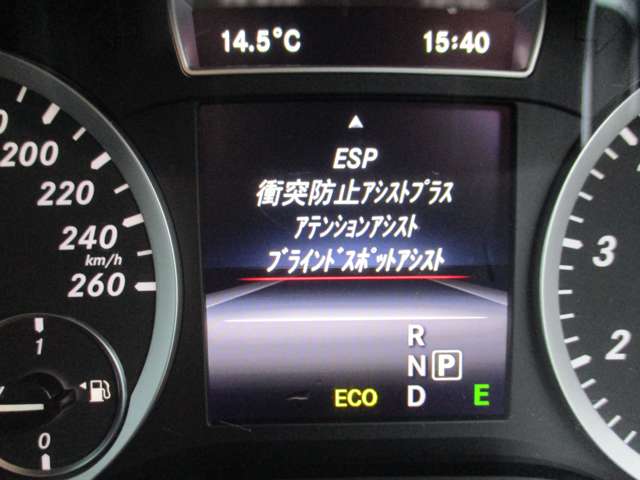 14.5°C 15:40
▲
ESP
衝突防止ｱｼｽﾄﾌﾟﾗｽ
ｱﾃﾝｼｮﾝｱｼｽﾄ
ﾌﾞﾗｲﾝﾄﾞｽﾎﾟｯﾄｱｼｽﾄ
200
220
240
km/h
260
1
0
R
N P
D
ECO
E
3
2